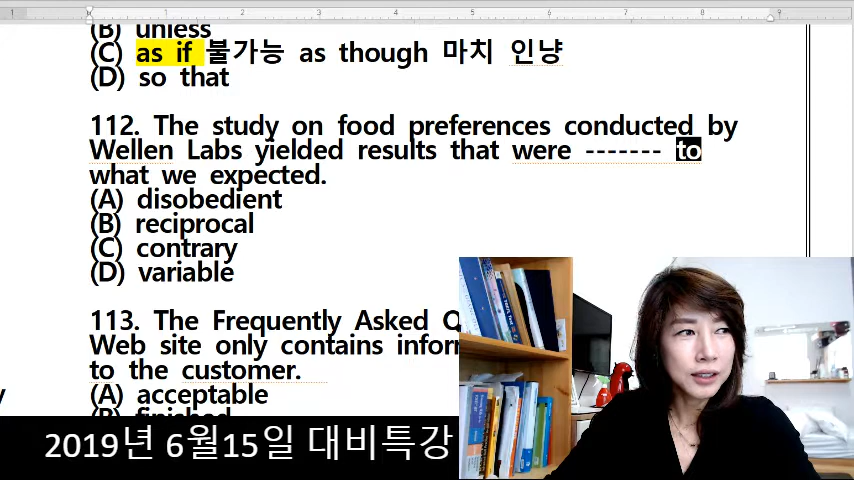 (B) unless
(C) as if 불가능 as though 마치 인냥
(D) so that
112. The study on food preferences conducted by
Wellen Labs yielded results that were ------- to
what we expected.
(A) disobedient
(B) reciprocal
(C) contrary
(D) variable
113. The Frequently Asked
Web site only contains
to the customer.
(A) acceptable
(B) finished
2019년 6월15일 대비특강